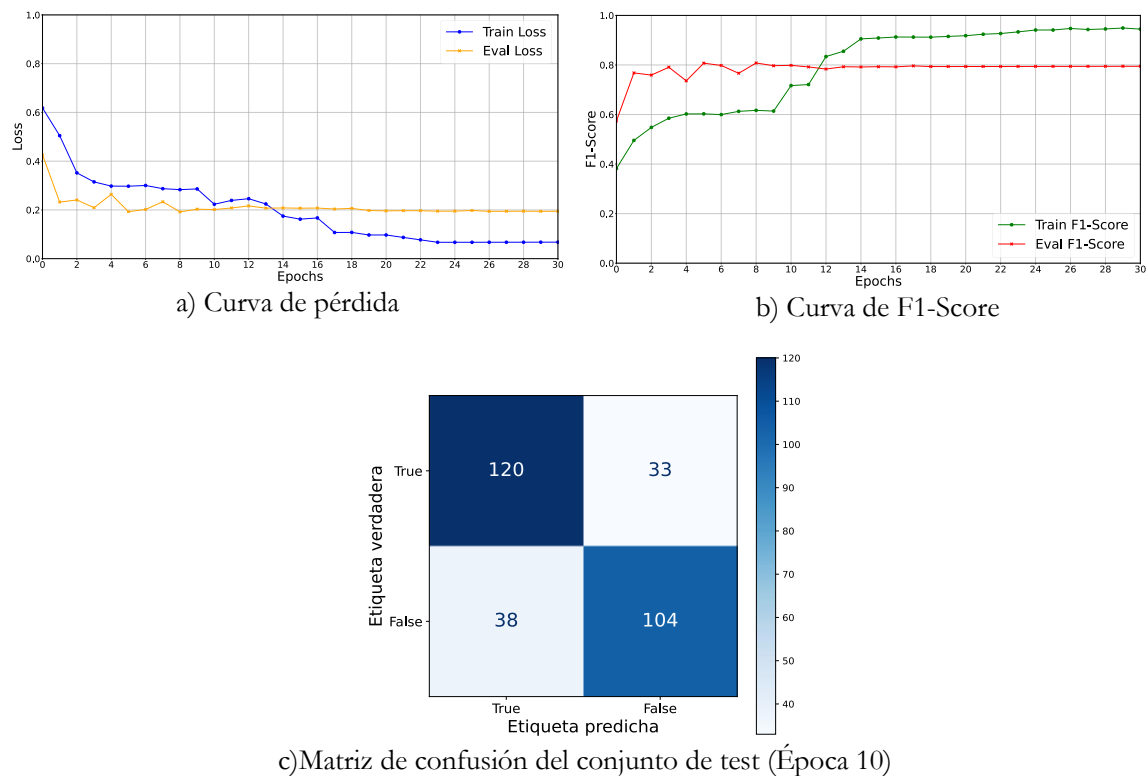 1.0
0.8
0.6
0.4
0.2
0.0
Loss
Train Loss
Eval Loss
0 2 4 6 8 10 12 14 16 18 20 22 24 26 28 30
Epochs
a) Curva de pérdida
1.0
0.8
0.6
0.4
0.2
0.0
F1-Score
Train F1-Score
Eval F1-Score
0 2 4 6 8 10 12 14 16 18 20 22 24 26 28 30
Epochs
b) Curva de F1-Score
Etiqueta verdadera
True
False
120 33
38 104
True False
Etiqueta predicha
120
110
100
90
80
70
60
50
40
c)Matriz de confusión del conjunto de test (Época 10)